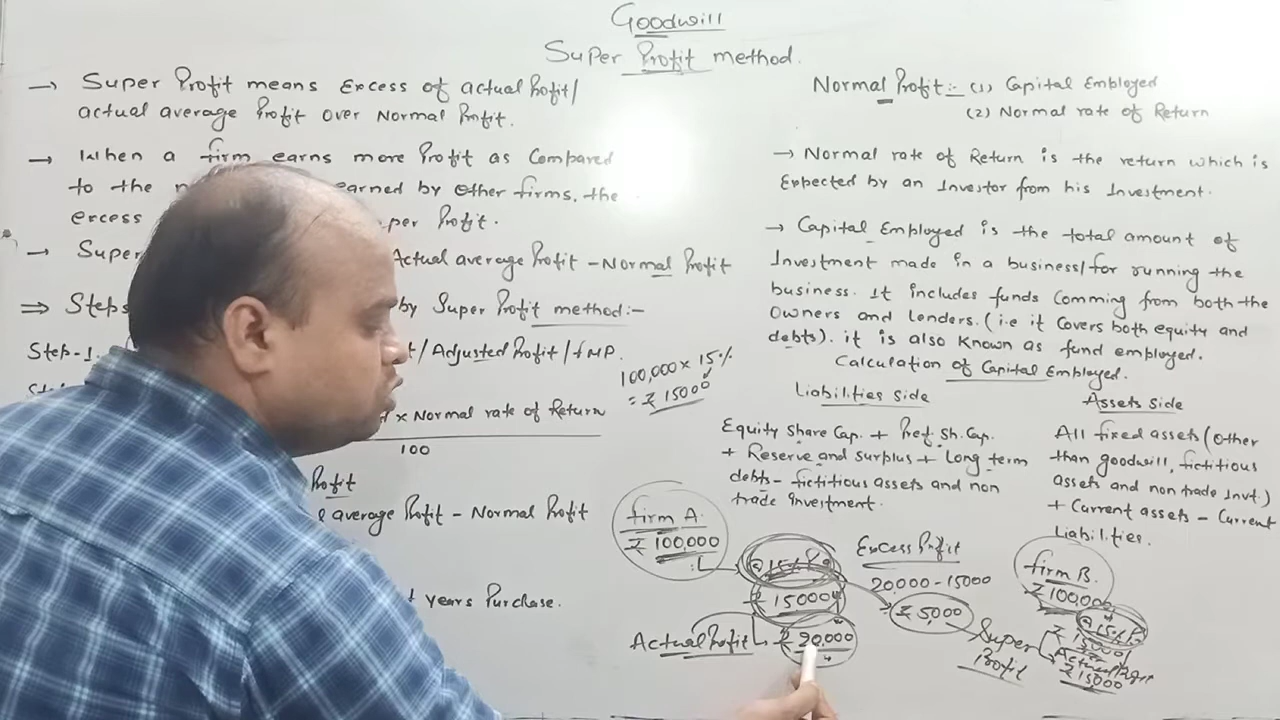 Goodwill
Super Profit method.
→ Super Profit means Excess of actual Profit/
actual average Profit over Normal Profit.
→ When a firm earns more Profit as Compared
to the earned by other firms, the
excess per Profit.
→ Super Actual average Profit - Normal Profit
⇒ Steps by Super Profit method:-
Step-1. /Adjusted Profit/FMP.
× Normal rate of Return
100
Profit
average Profit - Normal Profit
years Purchase.
100,000 × 15%
= ₹ 15000
Normal Profit:- (1) Capital Employed
(2) Normal rate of Return
→ Normal rate of Return is the return which is
Expected by an Investor from his Investment.
→ Capital Employed is the total amount of
Investment made in a business/for running the
business. It includes funds Comming from both the
Owners and Lenders. (i.e it Covers both equity and
debts). it is also known as fund employed.
Calculation of Capital Employed.
Liabilities side
Equity Share Cap. + Pref. Sh. Cap.
+ Reserve and surplus + Long term
debts - fictitious assets and non
trade Investment.
Assets Side
All fixed assets (other
than goodwill, fictitious
assets and non trade Invt.)
+ Current assets - Current
Liabilities.
firm A.
₹ 100,000
@ 15%
₹ 15000
Actual Profit ₹ 20,000
Excess Profit
20,000 - 15000
₹ 5,000
Super
Profit
firm B.
₹ 100,000
@ 15%
₹ 15000
Actual Profit
₹ 15000